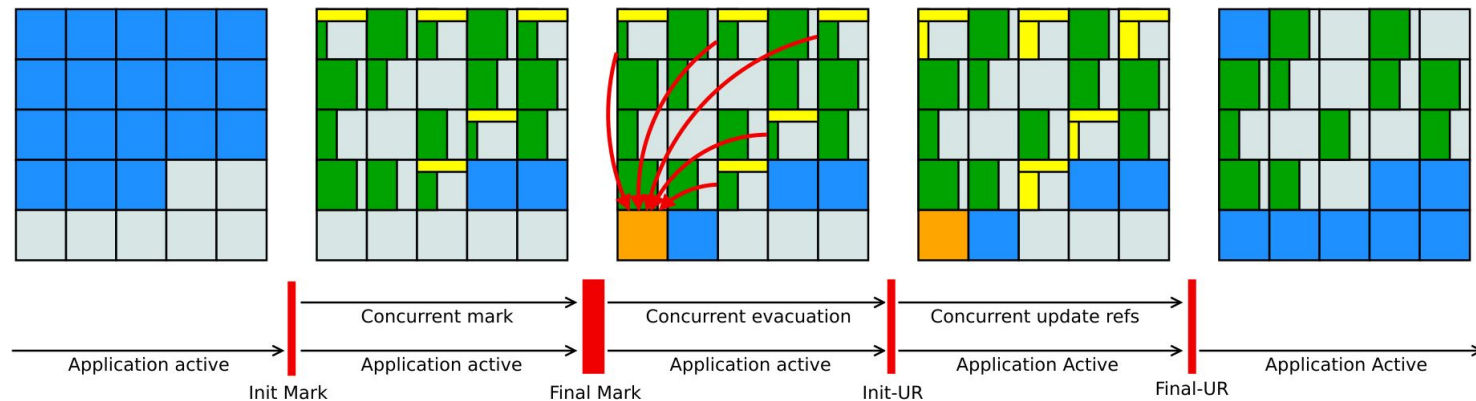 Concurrent mark
Concurrent evacuation
Concurrent update refs
Application active
Application active
Application active
Application Active
Application Active
Init Mark
Final Mark
Init-UR
Final-UR